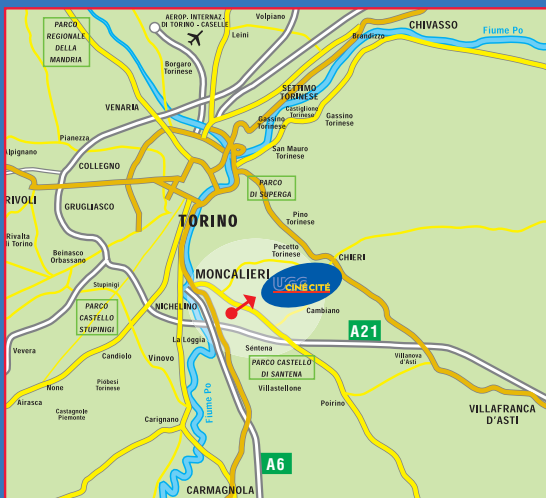 PARCO
REGIONALE
DELLA
MANDRIA
AEROP. INTERNAZ.
DI TORINO - CASELLE
Volpiano
CHIVASSO
Fiume Po
Leini
Brandizzo
Borgaro
Torinese
SETTIMO
TORINESE
Castiglione
Torinese
VENARIA
Gassino
Torinese
Gassino
Torinese
Pianezza
San Mauro
Torinese
Alpignano
COLLEGNO
PARCO
DI SUPERGA
RIVOLI
GRUGLIASCO
TORINO
Pino
Torinese
Rivalta
di Torino
Beinasco
Orbassano
Pecetto
Torinese
CHIERI
MONCALIERI
UGC
CINÉCITÉ
Stupinigi
PARCO
CASTELLO
STUPINIGI
NICHELINO
Cambiano
A21
La Loggia
Séntena
Vevera
Candiolo
Vinovo
PARCO CASTELLO
DI SANTENA
Villanova
d'Asti
None
Piòbesi
Torinese
Villastellone
Airasca
Castagnole
Piemonte
Fiume Po
Poirino
Carignano
VILLAFRANCA
D'ASTI
A6
CARMAGNOLA